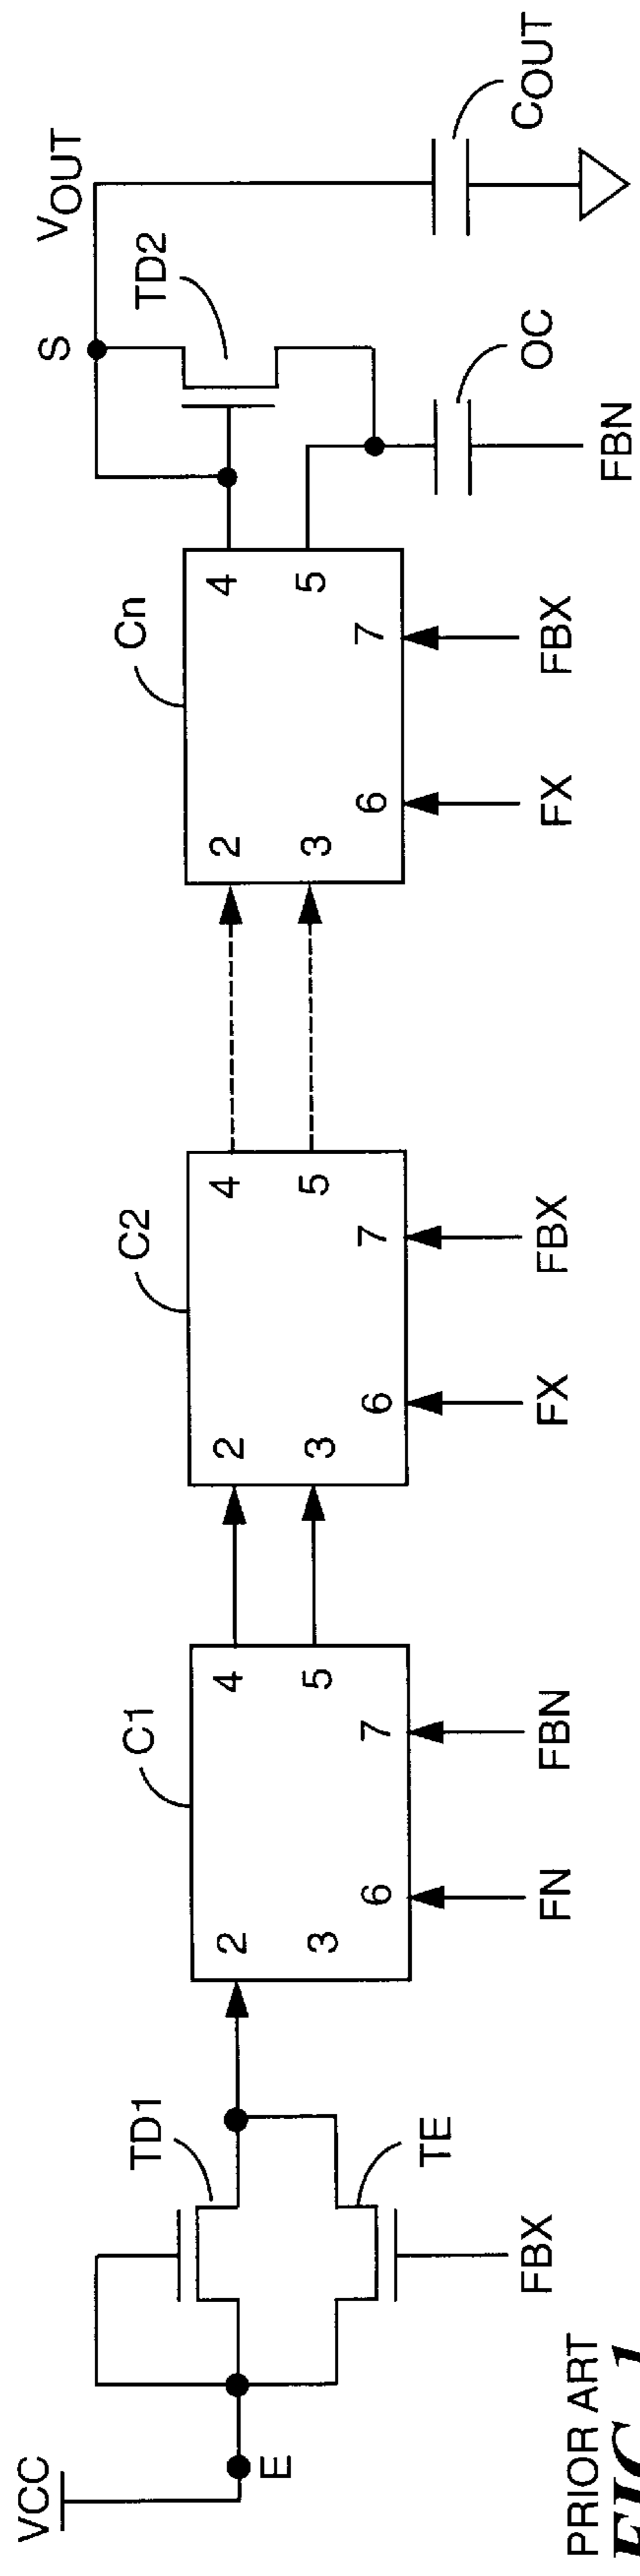 VCC
E
TD1
TE
FBX
2
3
4
5
6
7
C1
FN
FBN
2
3
4
5
6
7
C2
FX
FBX
2
3
4
5
6
7
Cn
FX
FBX
S
VOUT
TD2
OC
FBN
COUT
PRIOR ART
FIG. 1